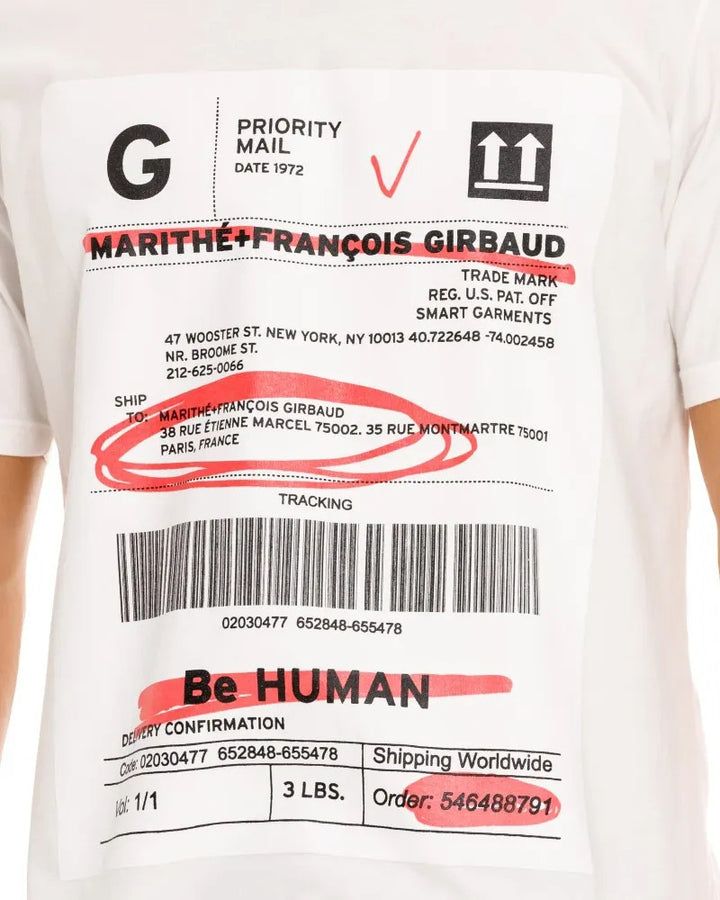 G
PRIORITY
MAIL
DATE 1972
MARITHÉ+FRANÇOIS GIRBAUD
TRADE MARK
REG. U.S. PAT. OFF
SMART GARMENTS
47 WOOSTER ST. NEW YORK, NY 10013 40.722648 -74.002458
NR. BROOME ST.
212-625-0066
SHIP
TO:
MARITHÉ+FRANÇOIS GIRBAUD
38 RUE ÉTIENNE MARCEL 75002. 35 RUE MONTMARTRE 75001
PARIS, FRANCE
TRACKING
02030477 652848-655478
Be HUMAN
DELIVERY CONFIRMATION
Code: 02030477 652848-655478
Shipping Worldwide
Vol: 1/1
3 LBS.
Order: 546488791